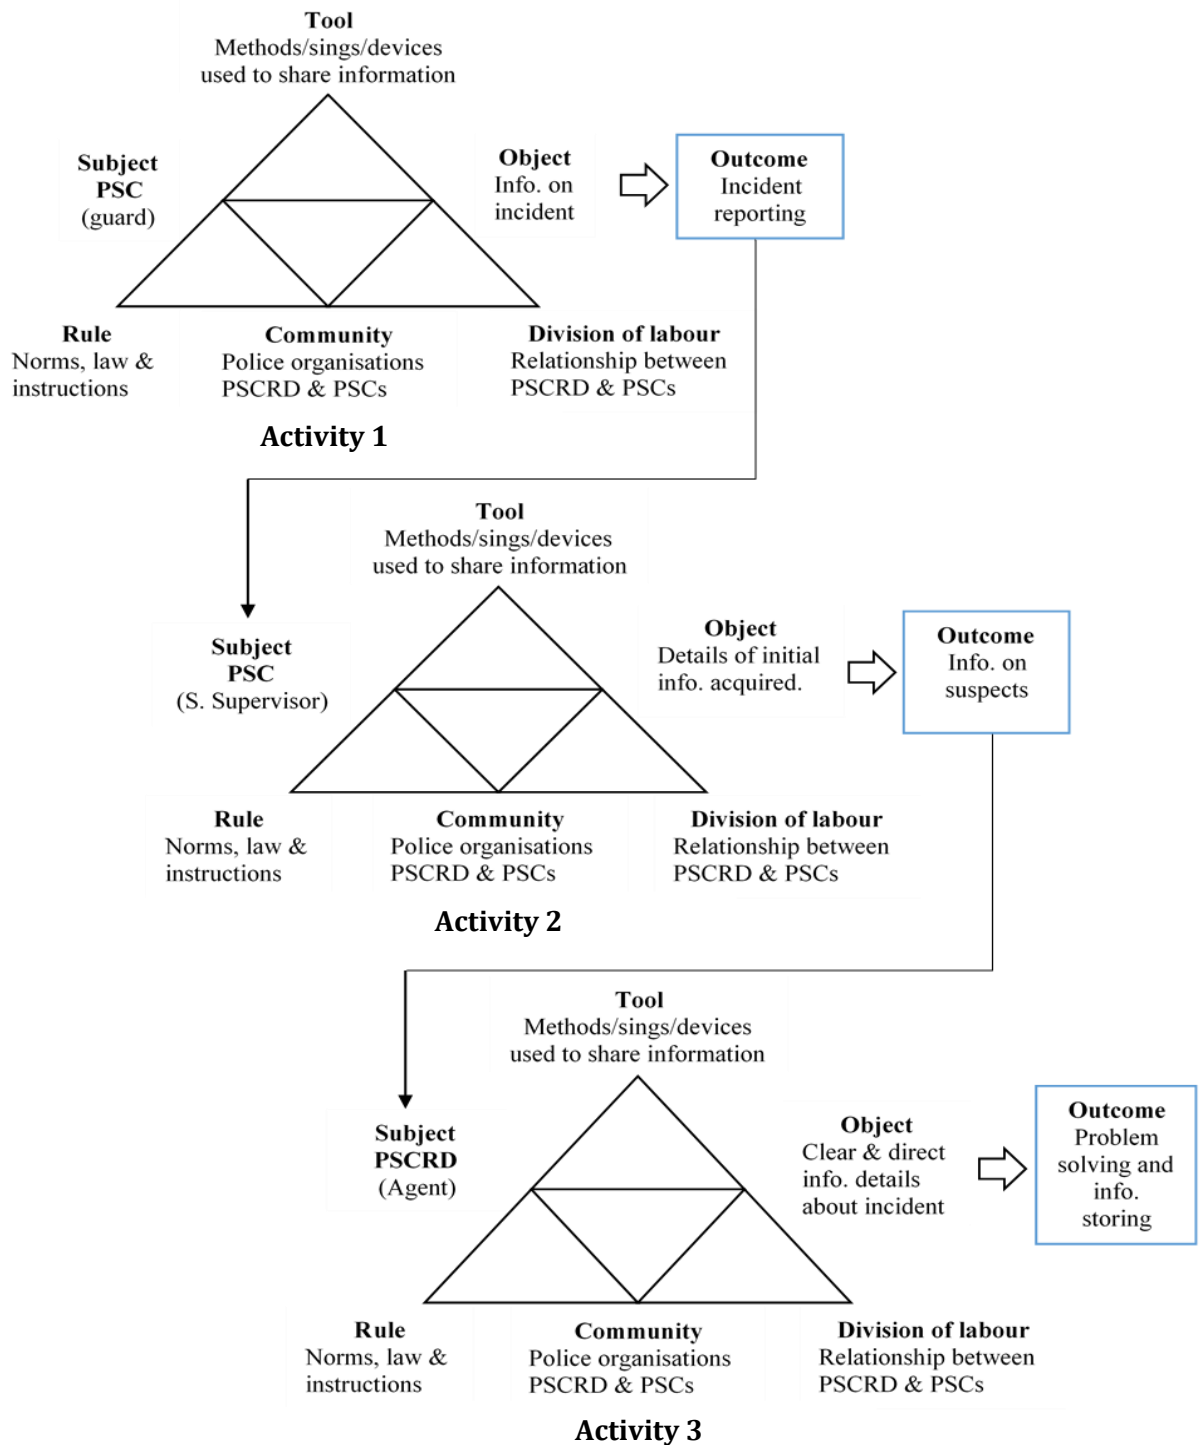 Tool
Methods/sings/devices
used to share information
Subject
PSC
(guard)
Object
Info. on
incident
Outcome
Incident
reporting
Rule
Norms, law &
instructions
Community
Police organisations
PSCRD & PSCs
Division of labour
Relationship between
PSCRD & PSCs
Activity 1
Tool
Methods/sings/devices
used to share information
Subject
PSC
(S. Supervisor)
Object
Details of initial
info. acquired.
Outcome
Info. on
suspects
Rule
Norms, law &
instructions
Community
Police organisations
PSCRD & PSCs
Division of labour
Relationship between
PSCRD & PSCs
Activity 2
Tool
Methods/sings/devices
used to share information
Subject
PSCRD
(Agent)
Object
Clear & direct
info. details
about incident
Outcome
Problem
solving and
info.
storing
Rule
Norms, law &
instructions
Community
Police organisations
PSCRD & PSCs
Division of labour
Relationship between
PSCRD & PSCs
Activity 3